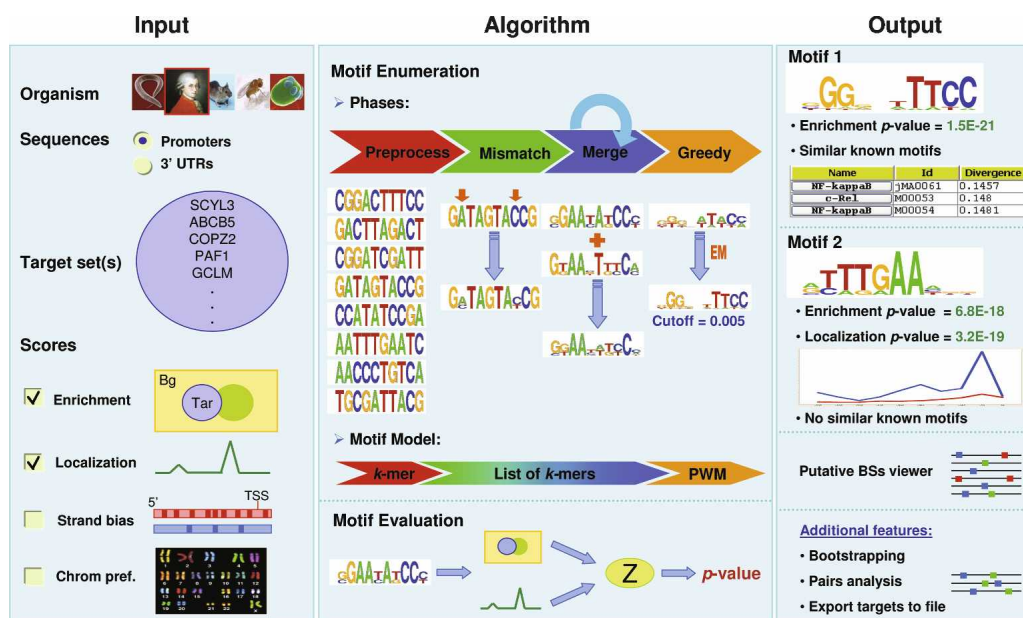 Input
Organism
Sequences
Promoters
3' UTRs
Target set(s)
SCYL3
ABCB5
COPZ2
PAF1
GCLM
.
.
.
Scores
Enrichment
Bg
Tar
Localization
Strand bias
5'
TSS
Chrom pref.
Algorithm
Motif Enumeration
➢ Phases:
Preprocess
Mismatch
Merge
Greedy
CGGACTTTCC
GACTTAGACT
CGGATCGATT
GATAGTACCG
CCATATCCGA
AATTTGAATC
AACCCTGTCA
TGCGATTACG
GATAGTACCG
EM
Cutoff = 0.005
➢ Motif Model:
k-mer
List of k-mers
PWM
Motif Evaluation
Z
p-value
Output
Motif 1
• Enrichment p-value = 1.5E-21
• Similar known motifs
Name Id Divergence
NF-kappaB jMA0061 0.1457
c-Rel M00053 0.148
NF-kappaB M00054 0.1481
Motif 2
• Enrichment p-value = 6.8E-18
• Localization p-value = 3.2E-19
• No similar known motifs
Putative BSs viewer
Additional features:
• Bootstrapping
• Pairs analysis
• Export targets to file